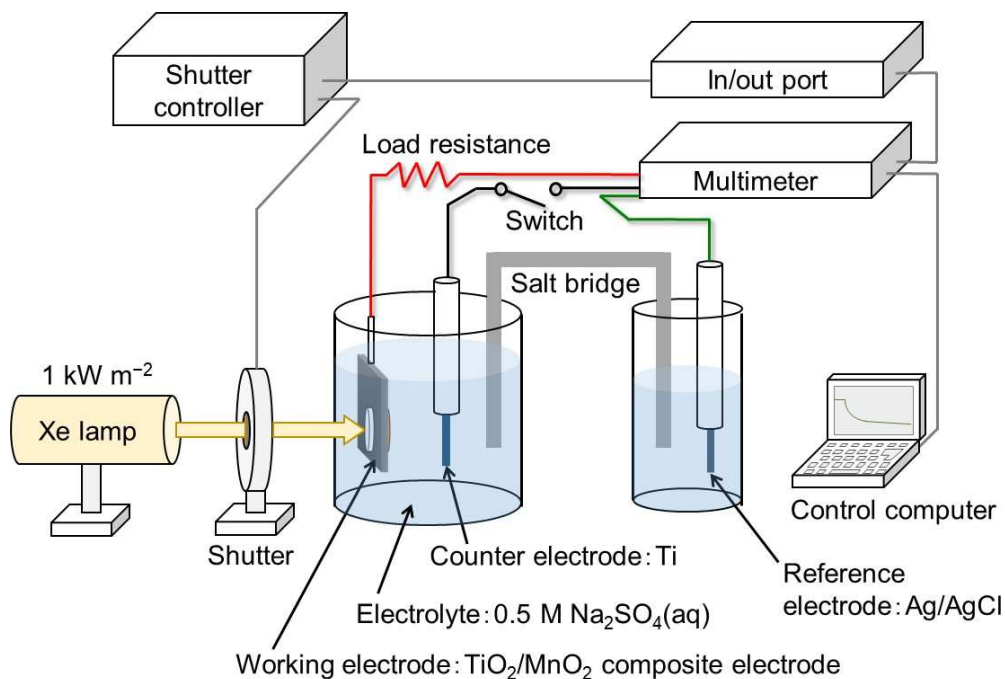 Shutter
controller
In/out port
Load resistance
Multimeter
Switch
Salt bridge
1 kW m⁻²
Xe lamp
Shutter
Control computer
Counter electrode：Ti
Reference
electrode：Ag/AgCl
Electrolyte：0.5 M Na₂SO₄(aq)
Working electrode：TiO₂/MnO₂ composite electrode